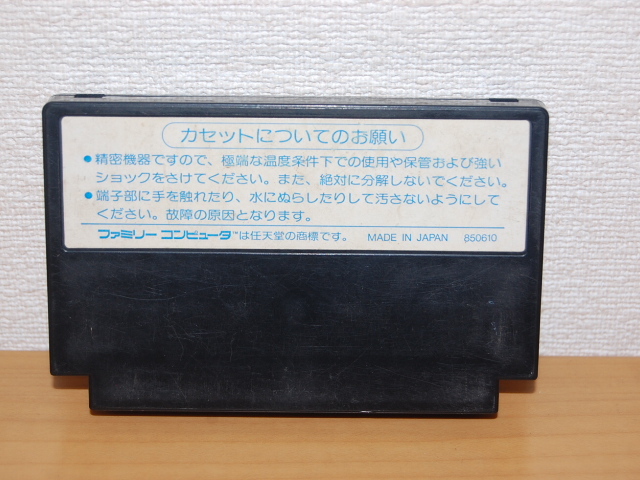 カセットについてのお願い
●精密機器ですので、極端な温度条件下での使用や保管および強い
ショックをさけてください。また、絶対に分解しないでください。
●端子部に手を触れたり、水にぬらしたりして汚さないようにして
ください。故障の原因となります。
ファミリーコンピュータ™は任天堂の商標です。 MADE IN JAPAN 850610